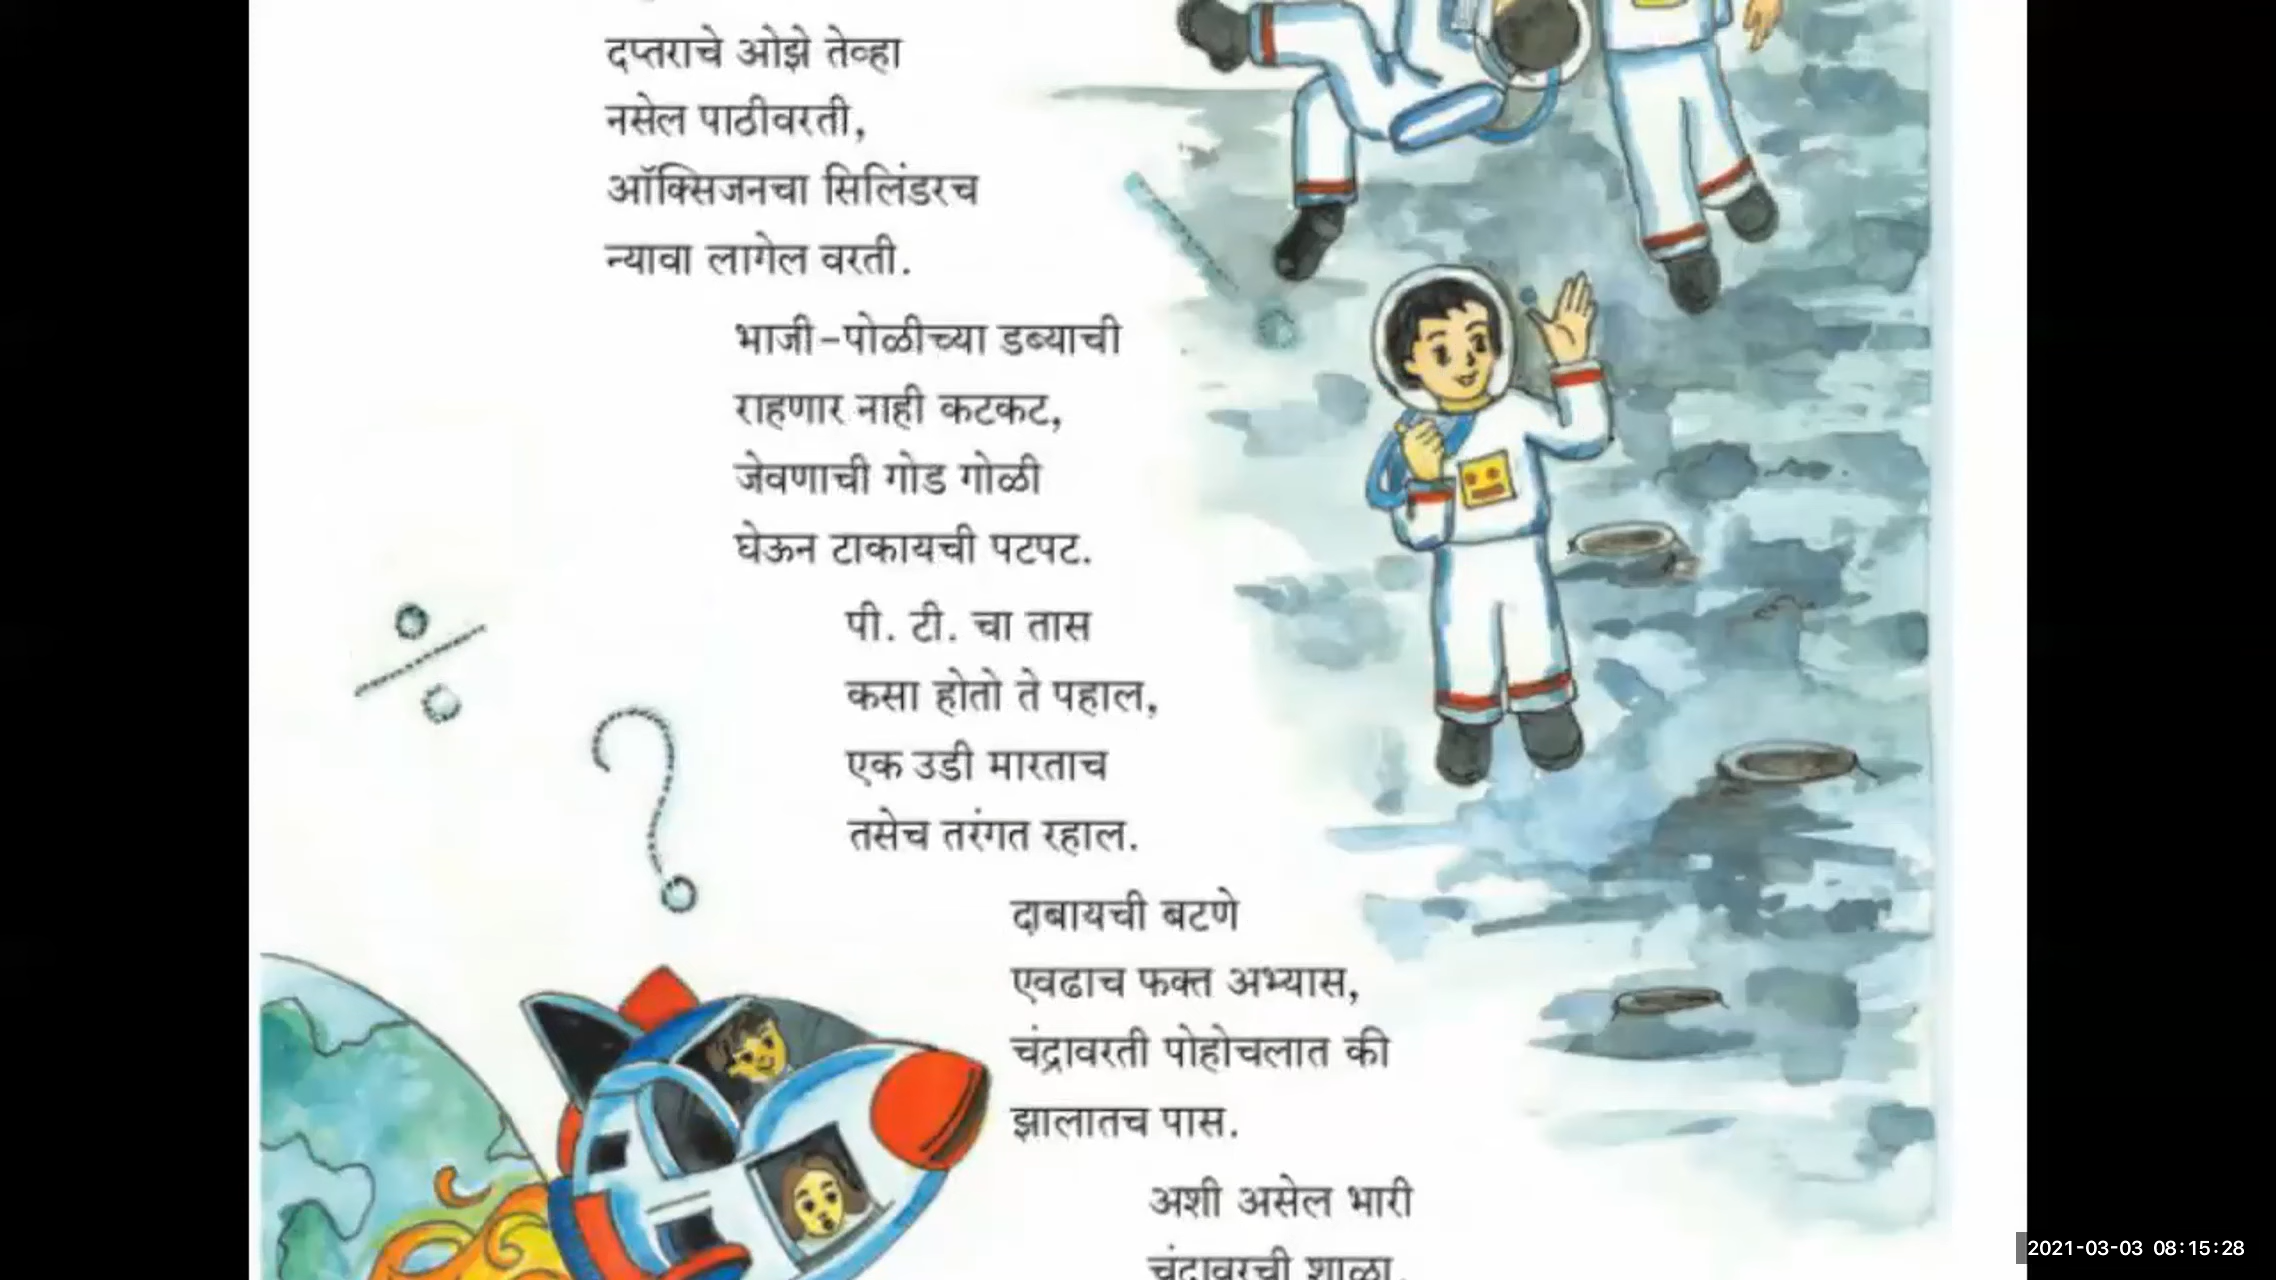 दप्तराचे ओझे तेव्हा
नसेल पाठीवरती,
ऑक्सिजनचा सिलिंडरच
न्यावा लागेल वरती.
भाजी-पोळीच्या डब्याची
राहणार नाही कटकट,
जेवणाची गोड गोळी
घेऊन टाकायची पटपट.
पी. टी. चा तास
कसा होतो ते पहाल,
एक उडी मारताच
तसेच तरंगत रहाल.
दाबायची बटणे
एवढाच फक्त अभ्यास,
चंद्रावरती पोहोचलात की
झालातच पास.
अशी असेल भारी
चंद्रावरची शाळा,
2021-03-03 08:15:28